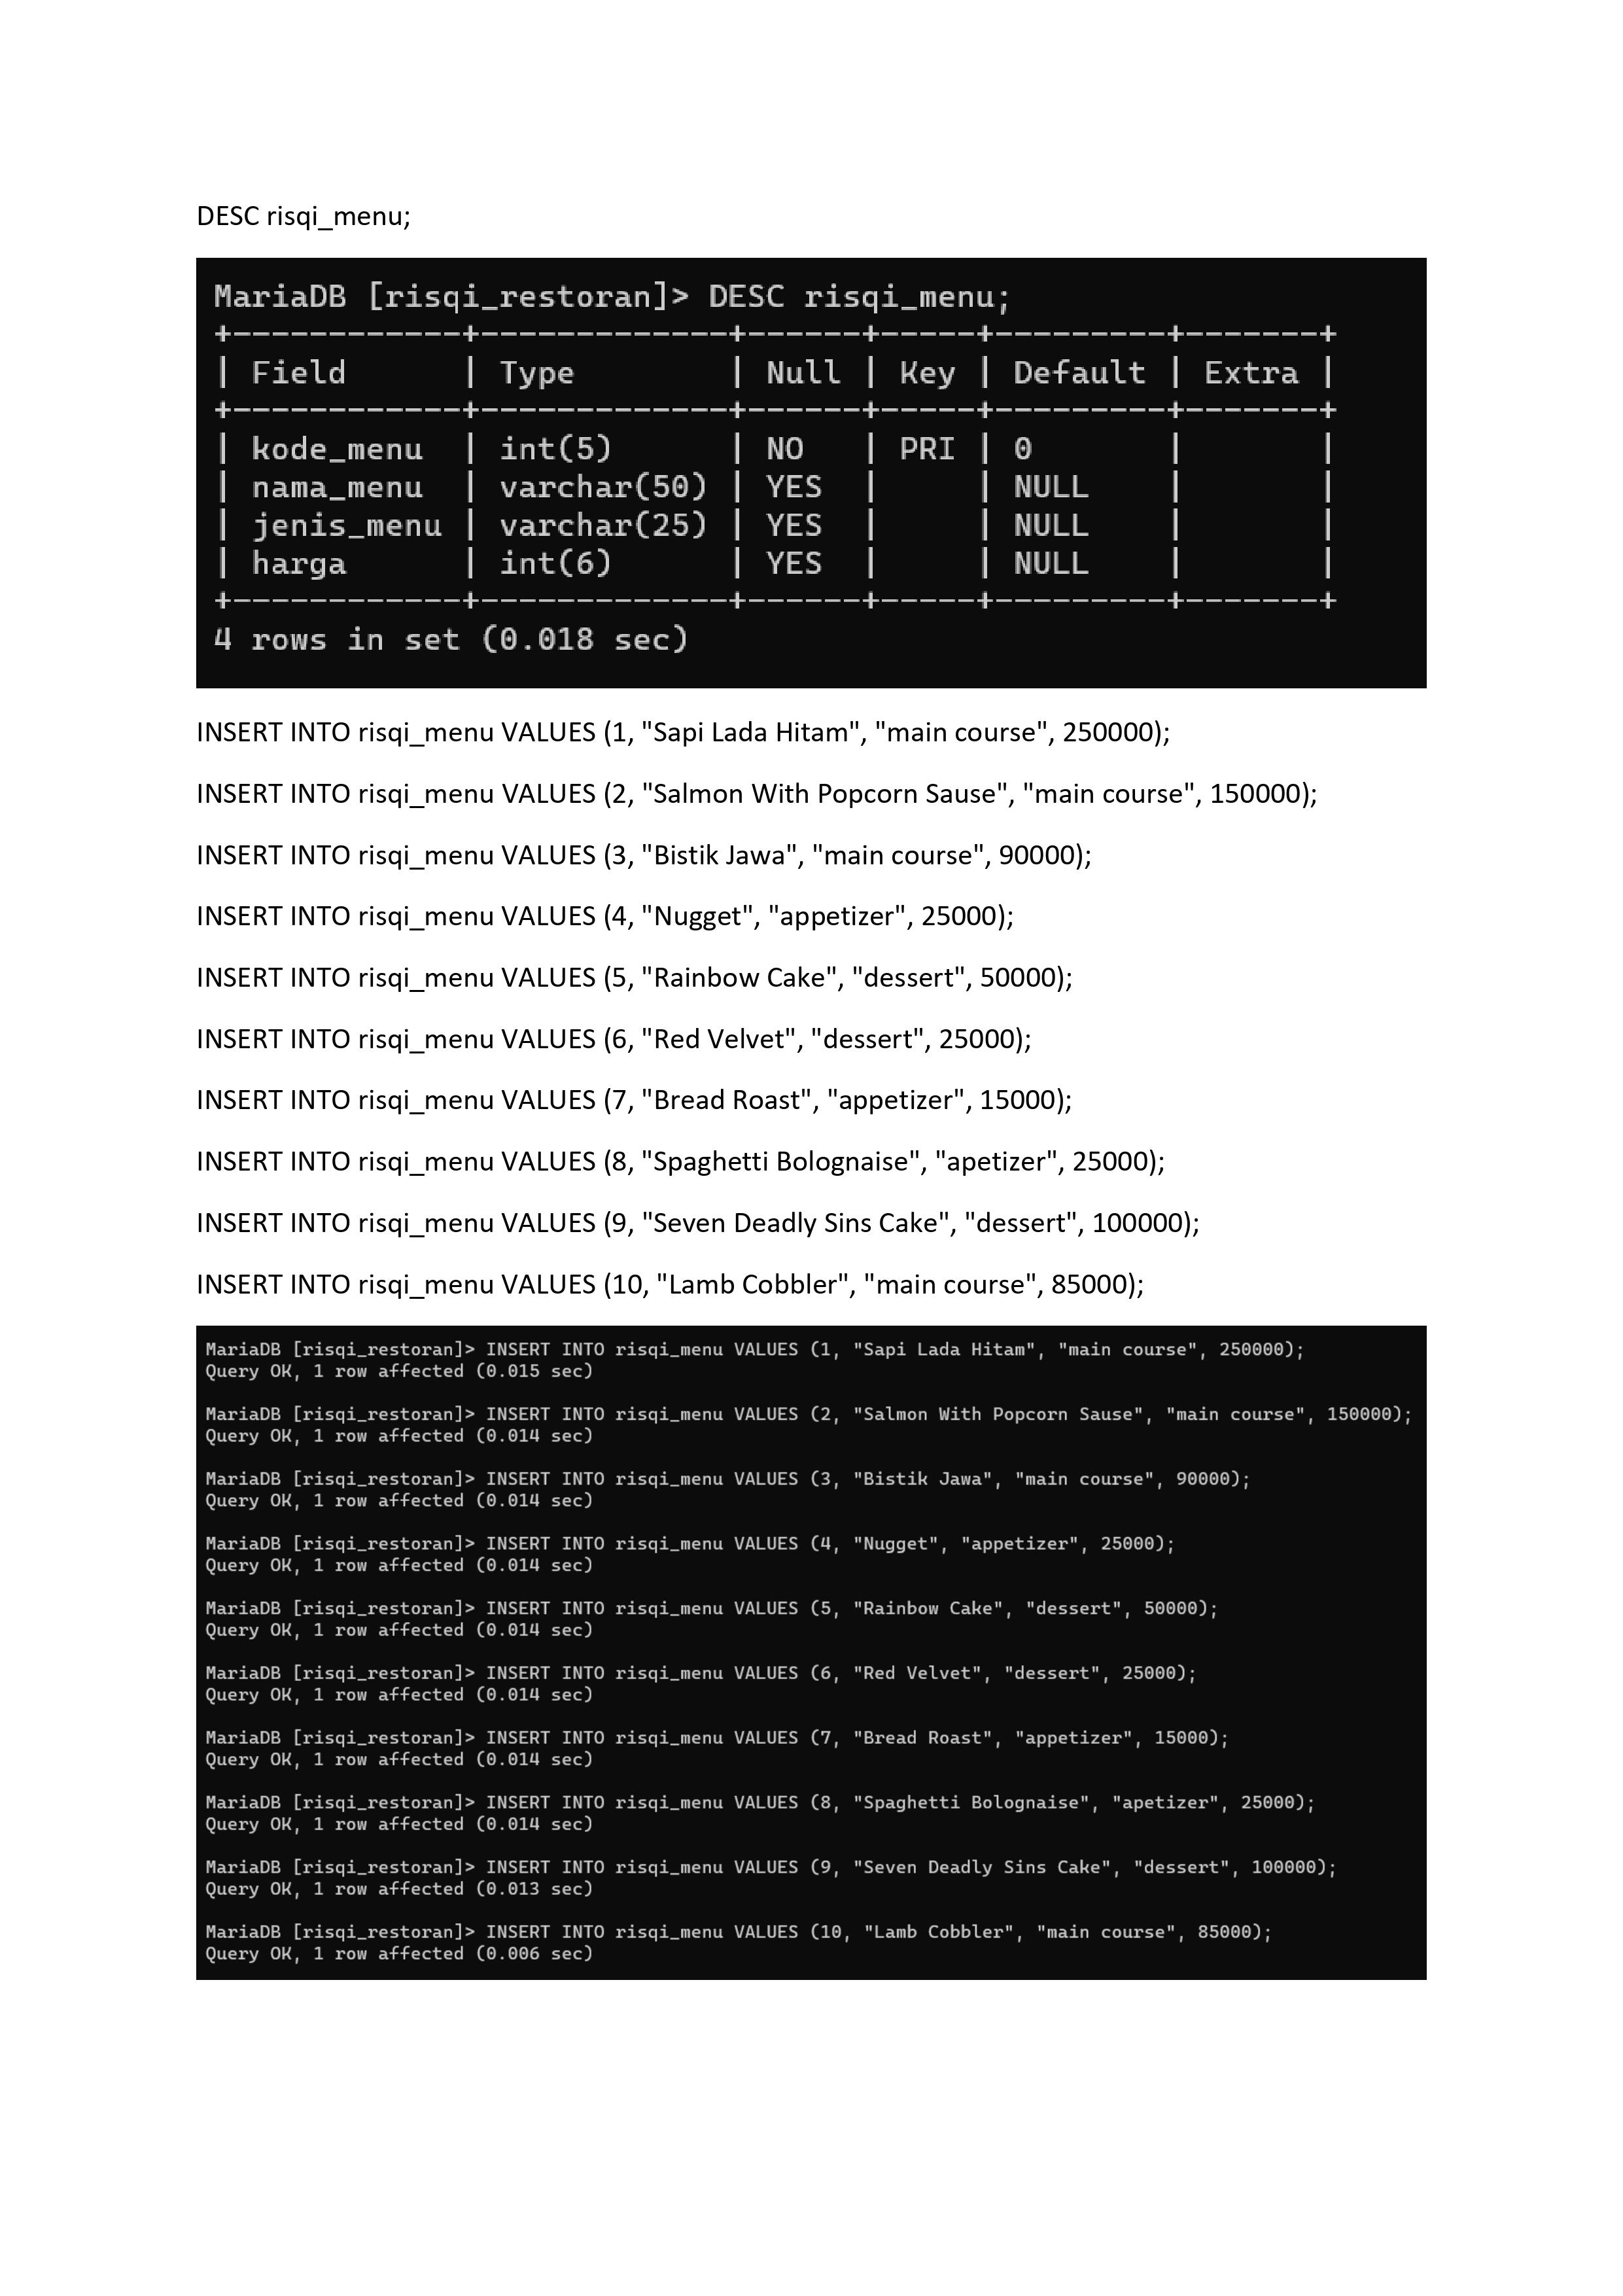 DESC risqi_menu;
MariaDB [risqi_restoran]> DESC risqi_menu;
+------------+-------------+------+-----+---------+-------+
| Field      | Type        | Null | Key | Default | Extra |
+------------+-------------+------+-----+---------+-------+
| kode_menu  | int(5)      | NO   | PRI | 0       |       |
| nama_menu  | varchar(50) | YES  |     | NULL    |       |
| jenis_menu | varchar(25) | YES  |     | NULL    |       |
| harga      | int(6)      | YES  |     | NULL    |       |
+------------+-------------+------+-----+---------+-------+
4 rows in set (0.018 sec)
INSERT INTO risqi_menu VALUES (1, "Sapi Lada Hitam", "main course", 250000);
INSERT INTO risqi_menu VALUES (2, "Salmon With Popcorn Sause", "main course", 150000);
INSERT INTO risqi_menu VALUES (3, "Bistik Jawa", "main course", 90000);
INSERT INTO risqi_menu VALUES (4, "Nugget", "appetizer", 25000);
INSERT INTO risqi_menu VALUES (5, "Rainbow Cake", "dessert", 50000);
INSERT INTO risqi_menu VALUES (6, "Red Velvet", "dessert", 25000);
INSERT INTO risqi_menu VALUES (7, "Bread Roast", "appetizer", 15000);
INSERT INTO risqi_menu VALUES (8, "Spaghetti Bolognaise", "apetizer", 25000);
INSERT INTO risqi_menu VALUES (9, "Seven Deadly Sins Cake", "dessert", 100000);
INSERT INTO risqi_menu VALUES (10, "Lamb Cobbler", "main course", 85000);
MariaDB [risqi_restoran]> INSERT INTO risqi_menu VALUES (1, "Sapi Lada Hitam", "main course", 250000);
Query OK, 1 row affected (0.015 sec)
MariaDB [risqi_restoran]> INSERT INTO risqi_menu VALUES (2, "Salmon With Popcorn Sause", "main course", 150000);
Query OK, 1 row affected (0.014 sec)
MariaDB [risqi_restoran]> INSERT INTO risqi_menu VALUES (3, "Bistik Jawa", "main course", 90000);
Query OK, 1 row affected (0.014 sec)
MariaDB [risqi_restoran]> INSERT INTO risqi_menu VALUES (4, "Nugget", "appetizer", 25000);
Query OK, 1 row affected (0.014 sec)
MariaDB [risqi_restoran]> INSERT INTO risqi_menu VALUES (5, "Rainbow Cake", "dessert", 50000);
Query OK, 1 row affected (0.014 sec)
MariaDB [risqi_restoran]> INSERT INTO risqi_menu VALUES (6, "Red Velvet", "dessert", 25000);
Query OK, 1 row affected (0.014 sec)
MariaDB [risqi_restoran]> INSERT INTO risqi_menu VALUES (7, "Bread Roast", "appetizer", 15000);
Query OK, 1 row affected (0.014 sec)
MariaDB [risqi_restoran]> INSERT INTO risqi_menu VALUES (8, "Spaghetti Bolognaise", "apetizer", 25000);
Query OK, 1 row affected (0.014 sec)
MariaDB [risqi_restoran]> INSERT INTO risqi_menu VALUES (9, "Seven Deadly Sins Cake", "dessert", 100000);
Query OK, 1 row affected (0.013 sec)
MariaDB [risqi_restoran]> INSERT INTO risqi_menu VALUES (10, "Lamb Cobbler", "main course", 85000);
Query OK, 1 row affected (0.006 sec)